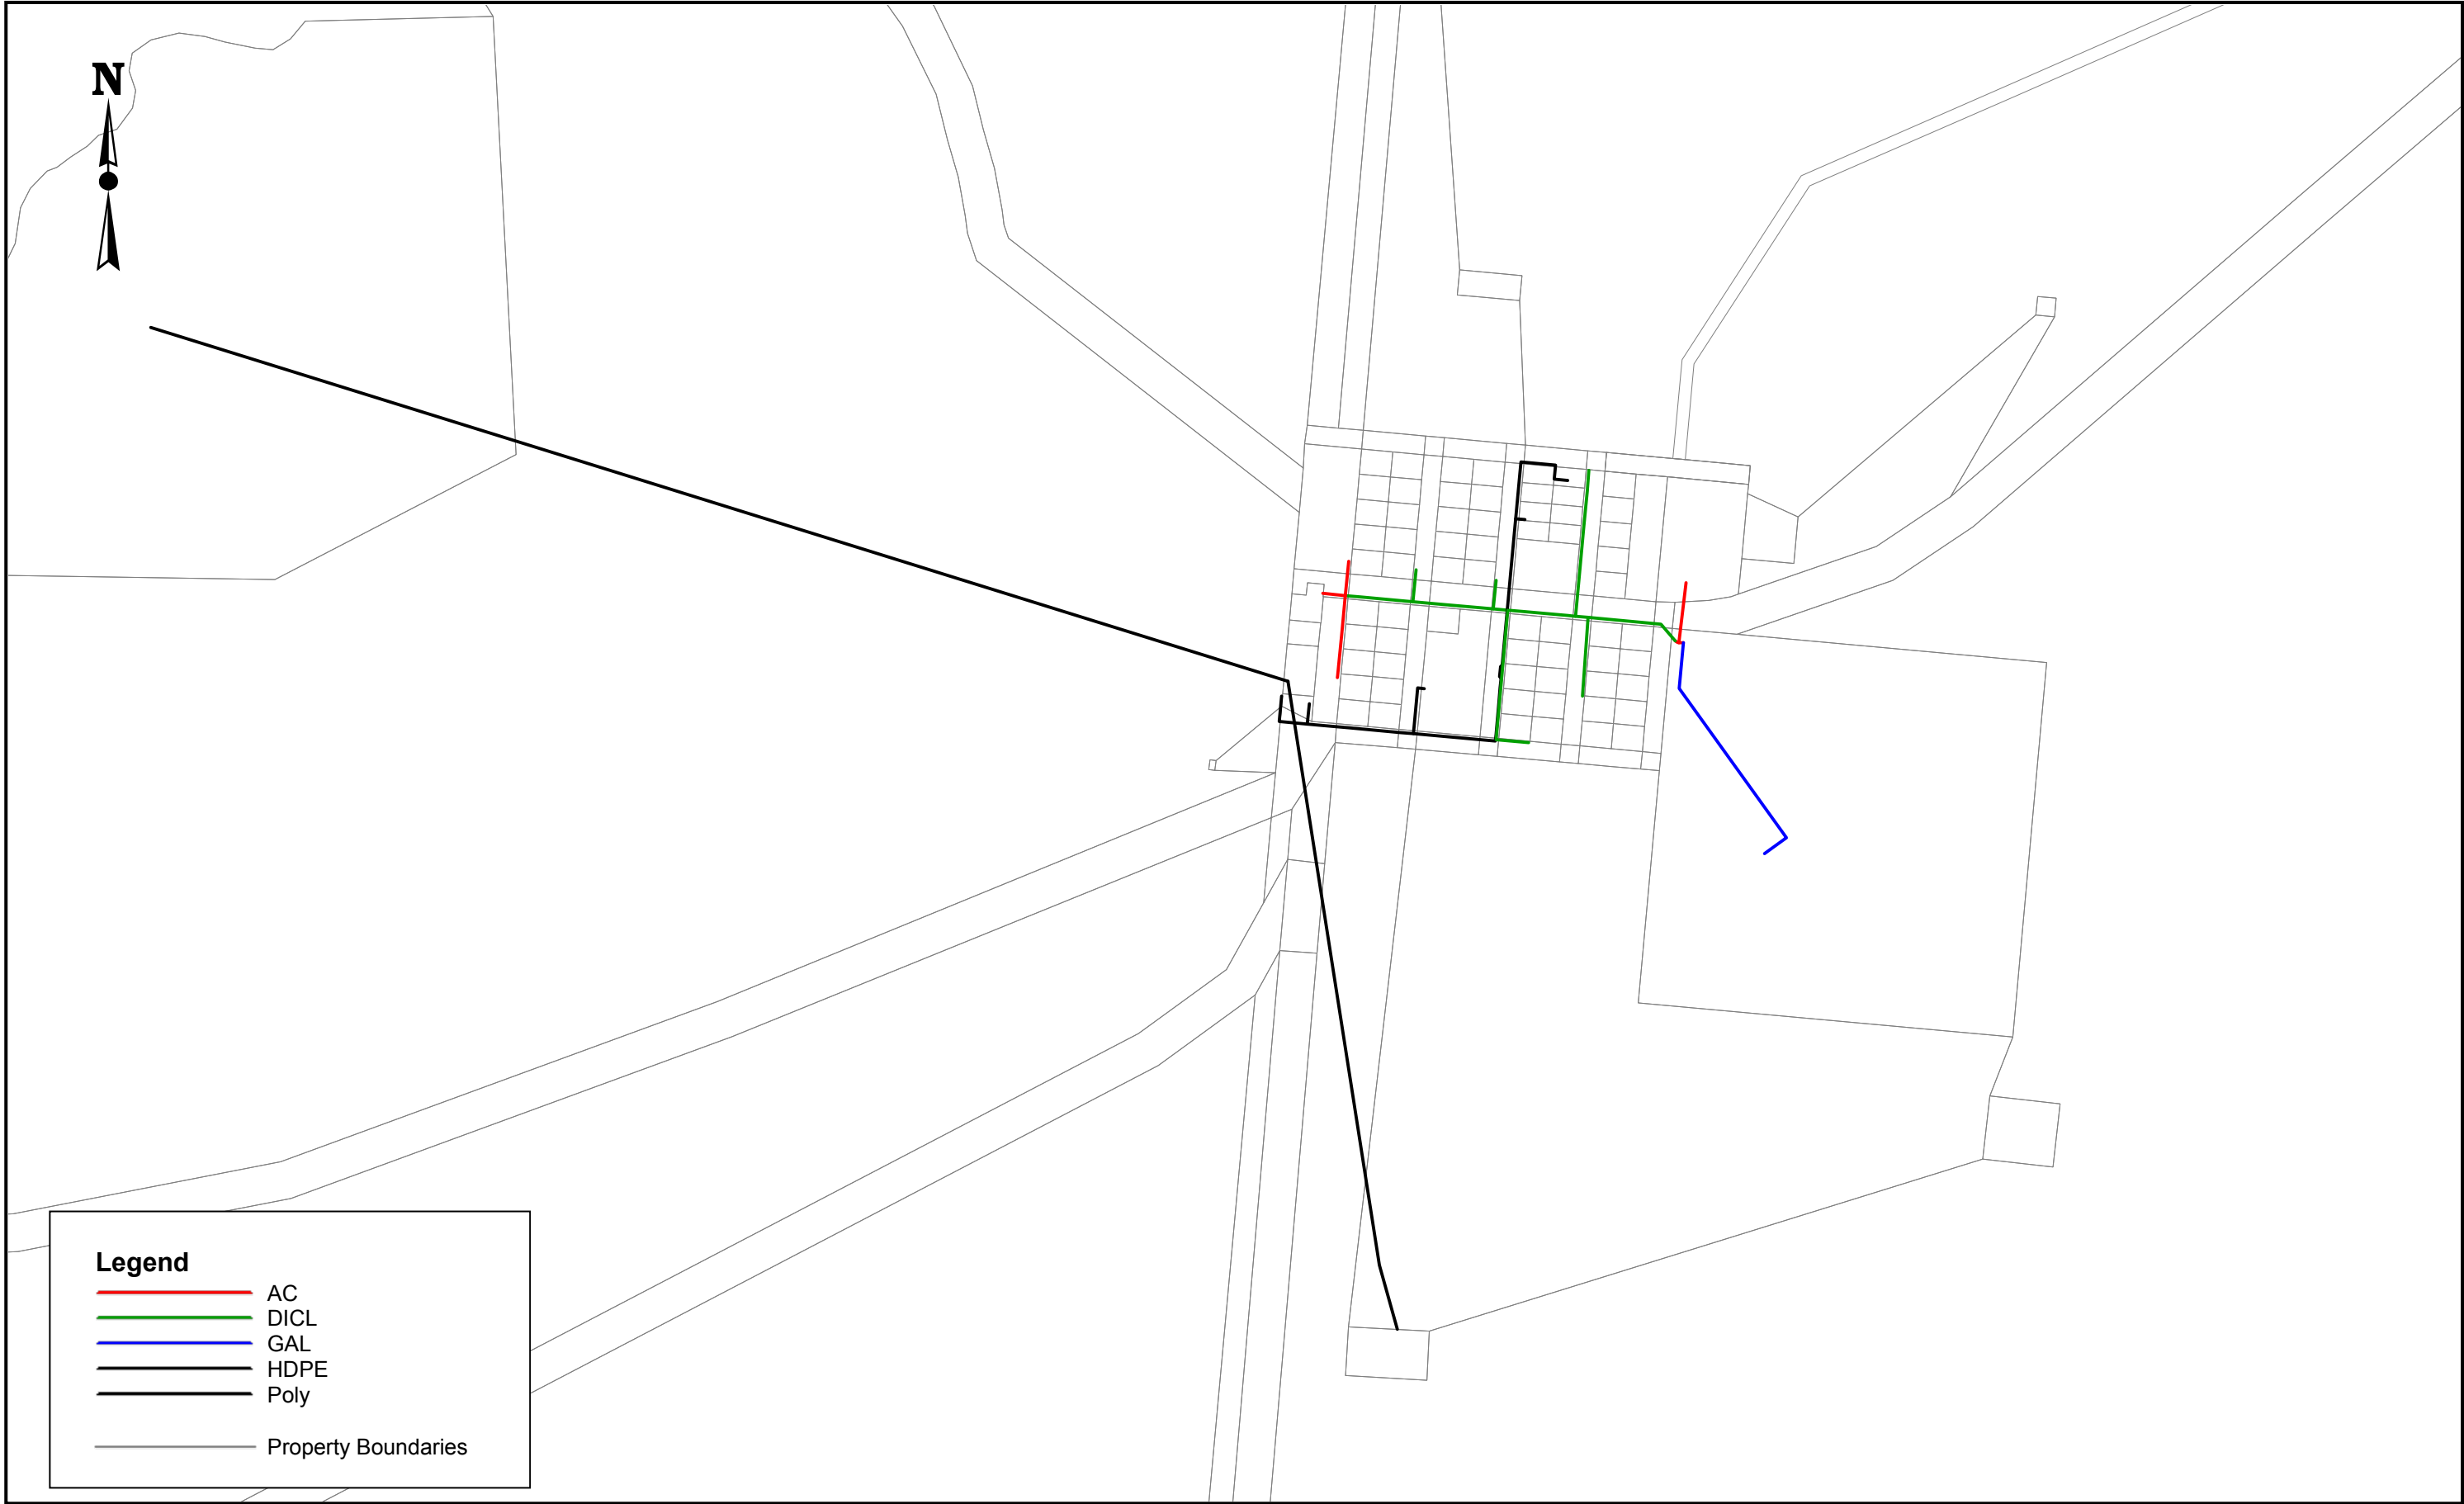 N
Legend
AC
DICL
GAL
HDPE
Poly
Property Boundaries